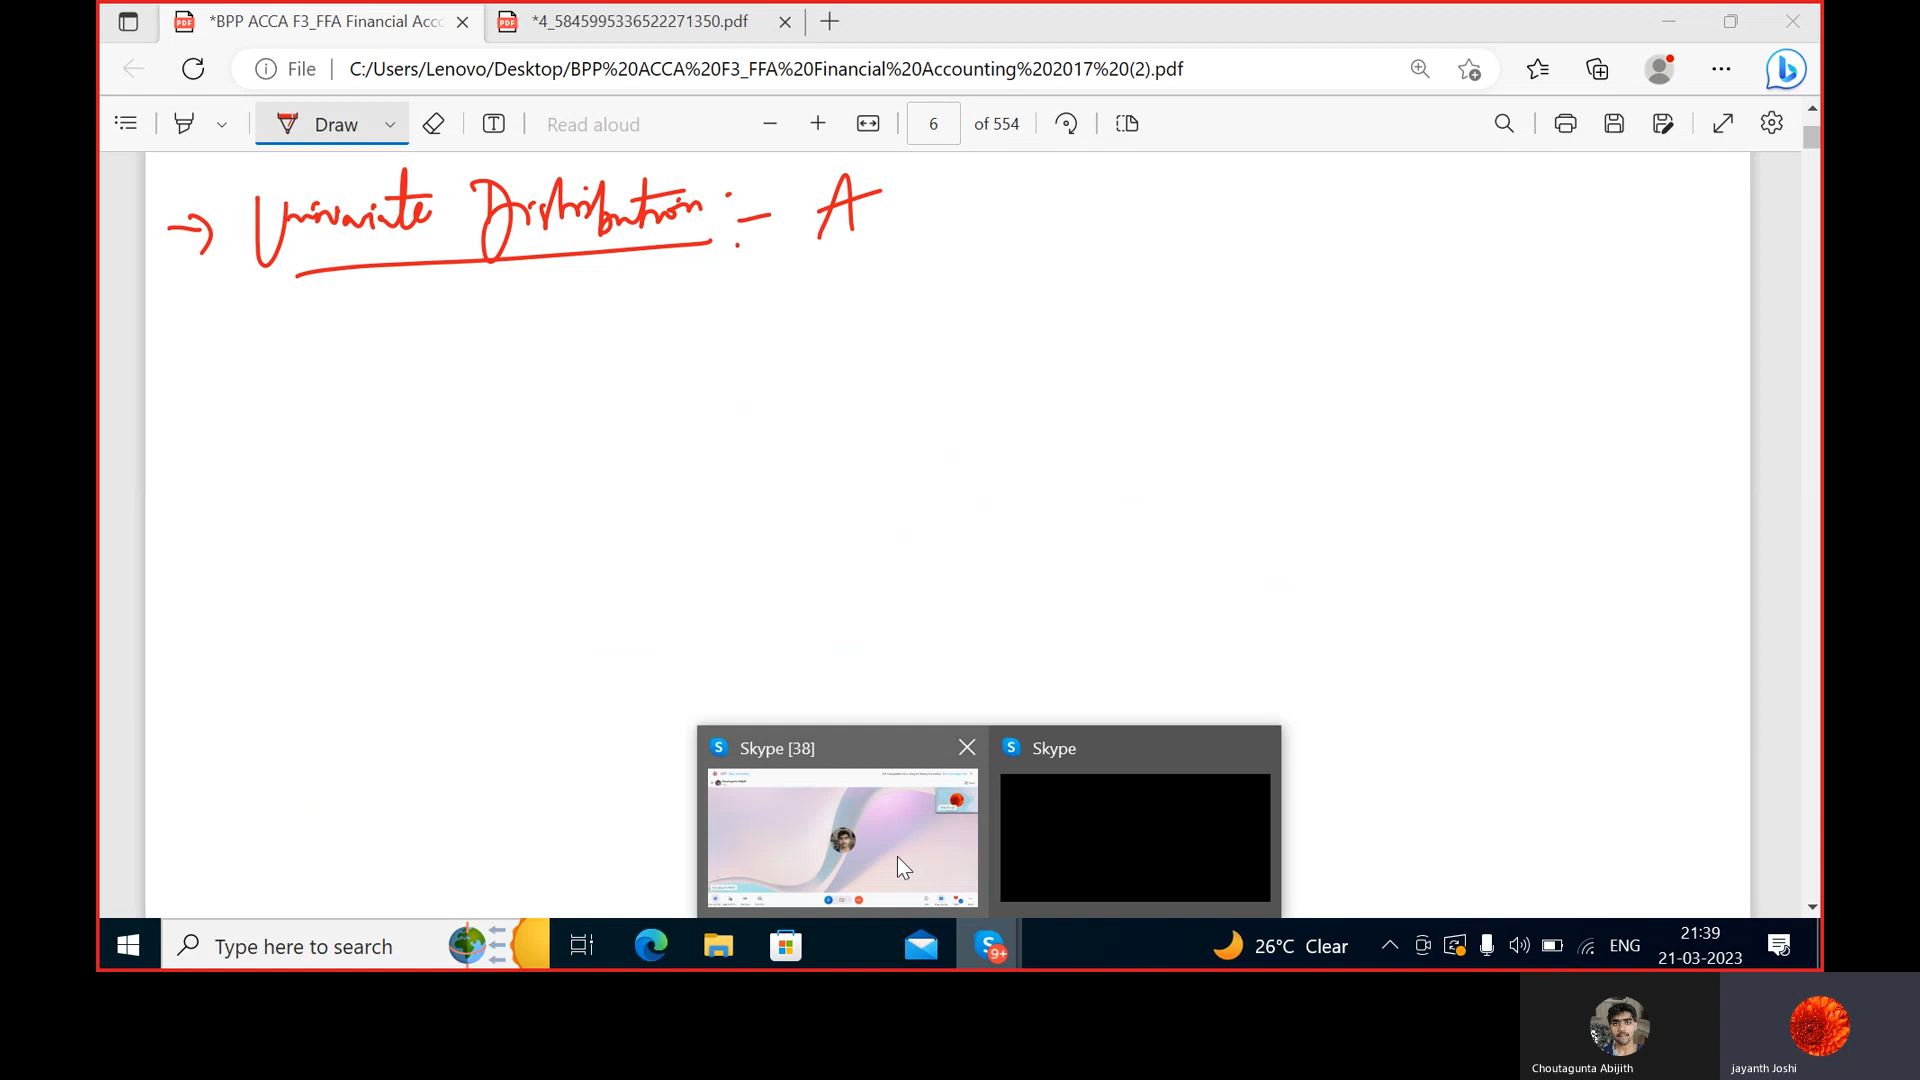 *BPP ACCA F3_FFA Financial Acco
*4_5845995336522271350.pdf
File
C:/Users/Lenovo/Desktop/BPP%20ACCA%20F3_FFA%20Financial%20Accounting%202017%20(2).pdf
Draw
Read aloud
6 of 554
→ Univariate Distribution :- A
Skype [38]
Skype
Type here to search
9+
26°C Clear
ENG
21:39
21-03-2023
Choutagunta Abijith
jayanth Joshi